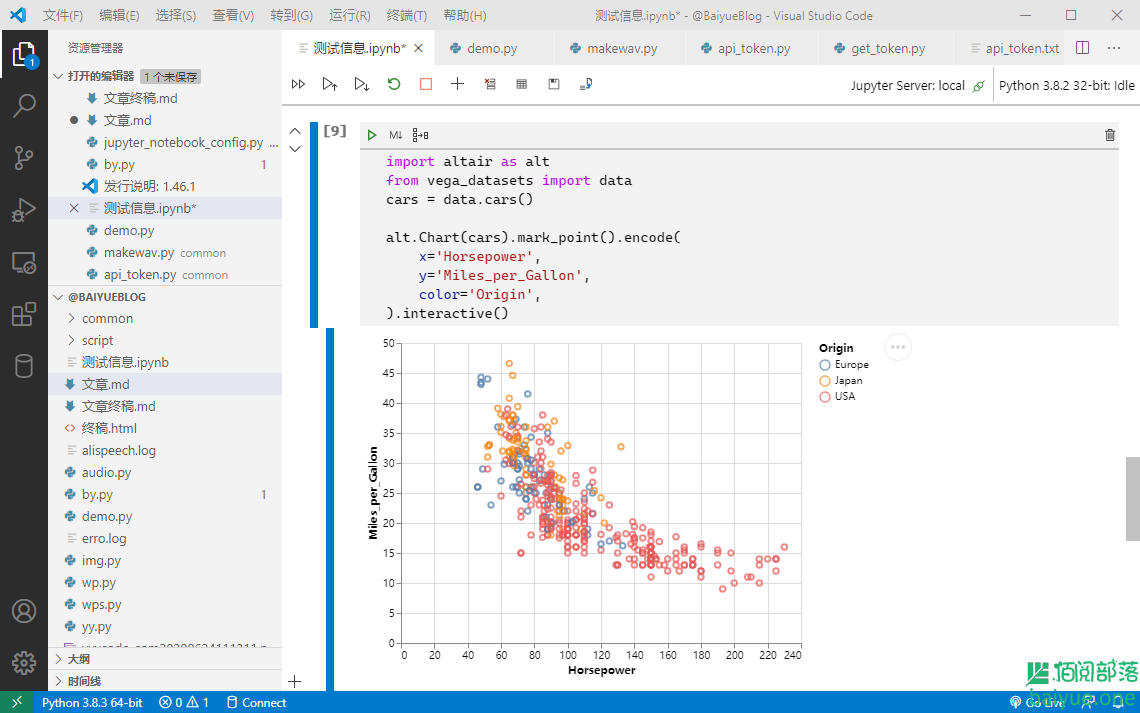 文件(F) 编辑(E) 选择(S) 查看(V) 转到(G) 运行(R) 终端(T) 帮助(H) 测试信息.ipynb* - @BaiyueBlog - Visual Studio Code
资源管理器
打开的编辑器 1 个未保存
文章终稿.md
文章.md
jupyter_notebook_config.py ...
by.py 1
发行说明: 1.46.1
测试信息.ipynb*
demo.py
makewav.py common
api_token.py common
@BAIYUEBLOG
common
script
测试信息.ipynb
文章.md
文章终稿.md
终稿.html
alispeech.log
audio.py
by.py 1
demo.py
erro.log
img.py
wp.py
wps.py
yy.py
大纲
时间线
1
测试信息.ipynb* demo.py makewav.py api_token.py get_token.py api_token.txt
Jupyter Server: local Python 3.8.2 32-bit: Idle
[9]
M↓
import altair as alt
from vega_datasets import data
cars = data.cars()
alt.Chart(cars).mark_point().encode(
x='Horsepower',
y='Miles_per_Gallon',
color='Origin',
).interactive()
50
45
40
35
30
25
20
15
10
5
0
Miles_per_Gallon
0 20 40 60 80 100 120 140 160 180 200 220 240
Horsepower
Origin
Europe
Japan
USA
佰阅部落
baiyue.one
Python 3.8.3 64-bit 0 1 Connect Go Live